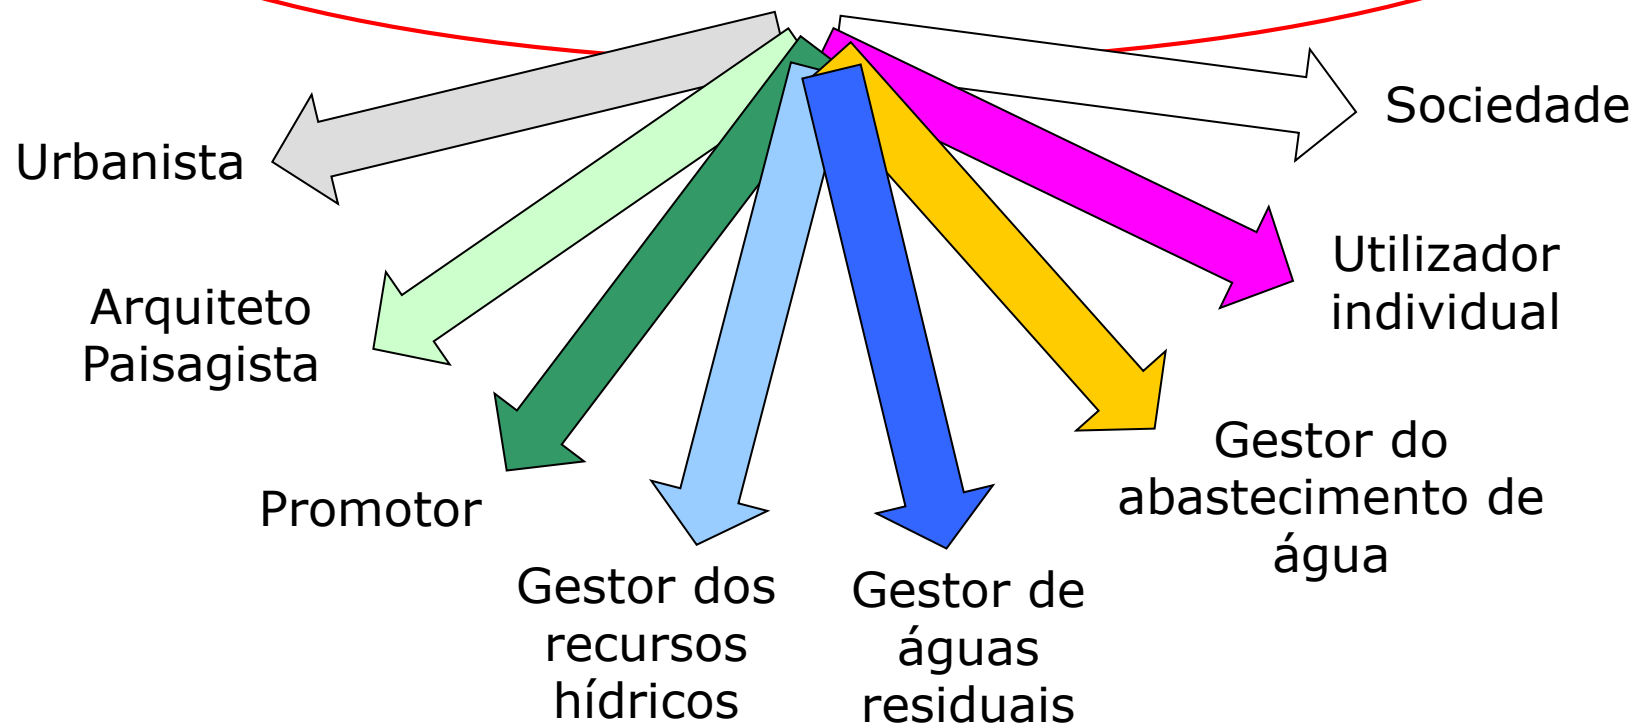 Sociedade
Urbanista
Utilizador
individual
Arquiteto
Paisagista
Gestor do
abastecimento de
água
Promotor
Gestor dos
recursos
hídricos
Gestor de
águas
residuais